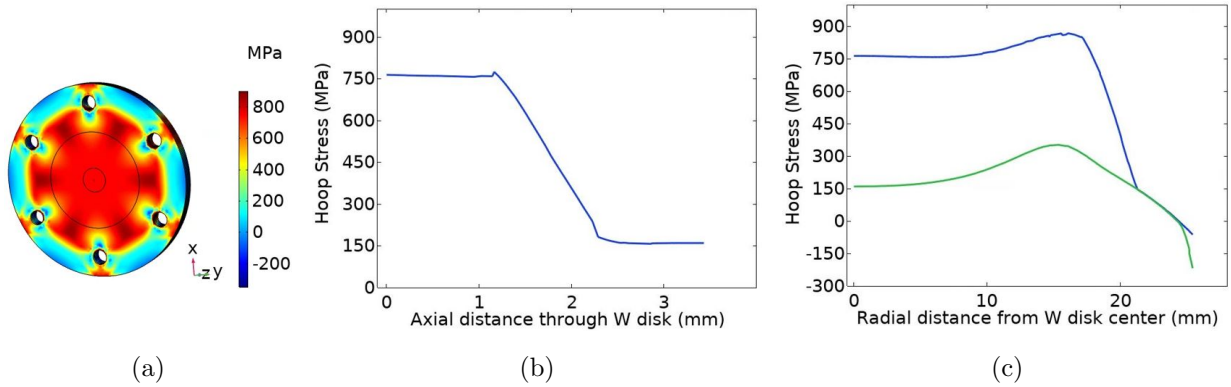 MPa
800
600
400
200
0
-200
x
z y
(a)
Hoop Stress (MPa)
900
750
600
450
300
150
0
0 1 2 3
Axial distance through W disk (mm)
(b)
Hoop Stress (MPa)
900
750
600
450
300
150
0
-150
-300
0 10 20
Radial distance from W disk center (mm)
(c)